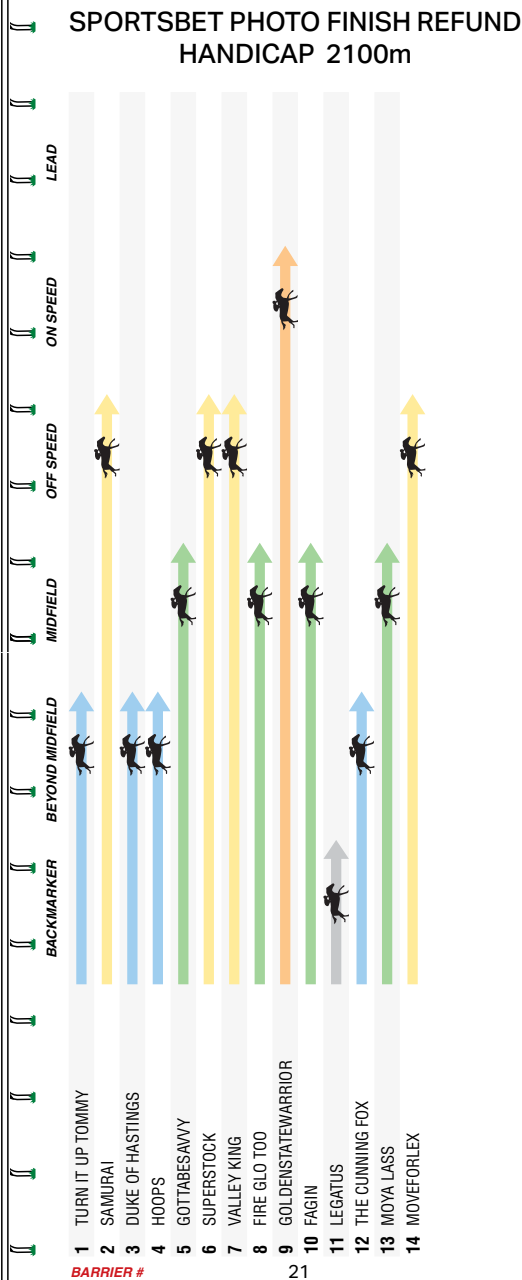 SPORTSBET PHOTO FINISH REFUND
HANDICAP 2100m
LEAD
ON SPEED
OFF SPEED
MIDFIELD
BEYOND MIDFIELD
BACKMARKER
1 TURN IT UP TOMMY
2 SAMURAI
3 DUKE OF HASTINGS
4 HOOPS
5 GOTTABESAVVY
6 SUPERSTOCK
7 VALLEY KING
8 FIRE GLO TOO
9 GOLDENSTATEWARRIOR
10 FAGIN
11 LEGATUS
12 THE CUNNING FOX
13 MOYA LASS
14 MOVEFORLEX
BARRIER #
21